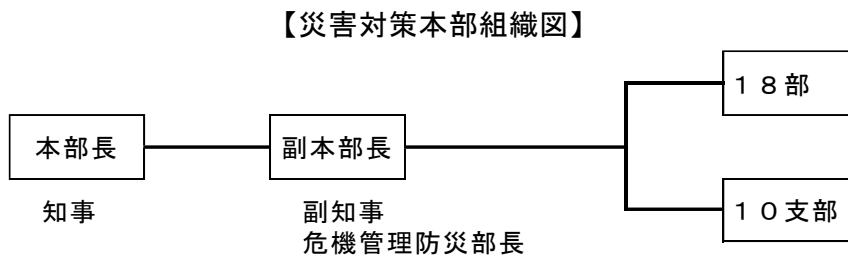 【災害対策本部組織図】
18部
本部長
副本部長
知事
副知事
危機管理防災部長
10支部